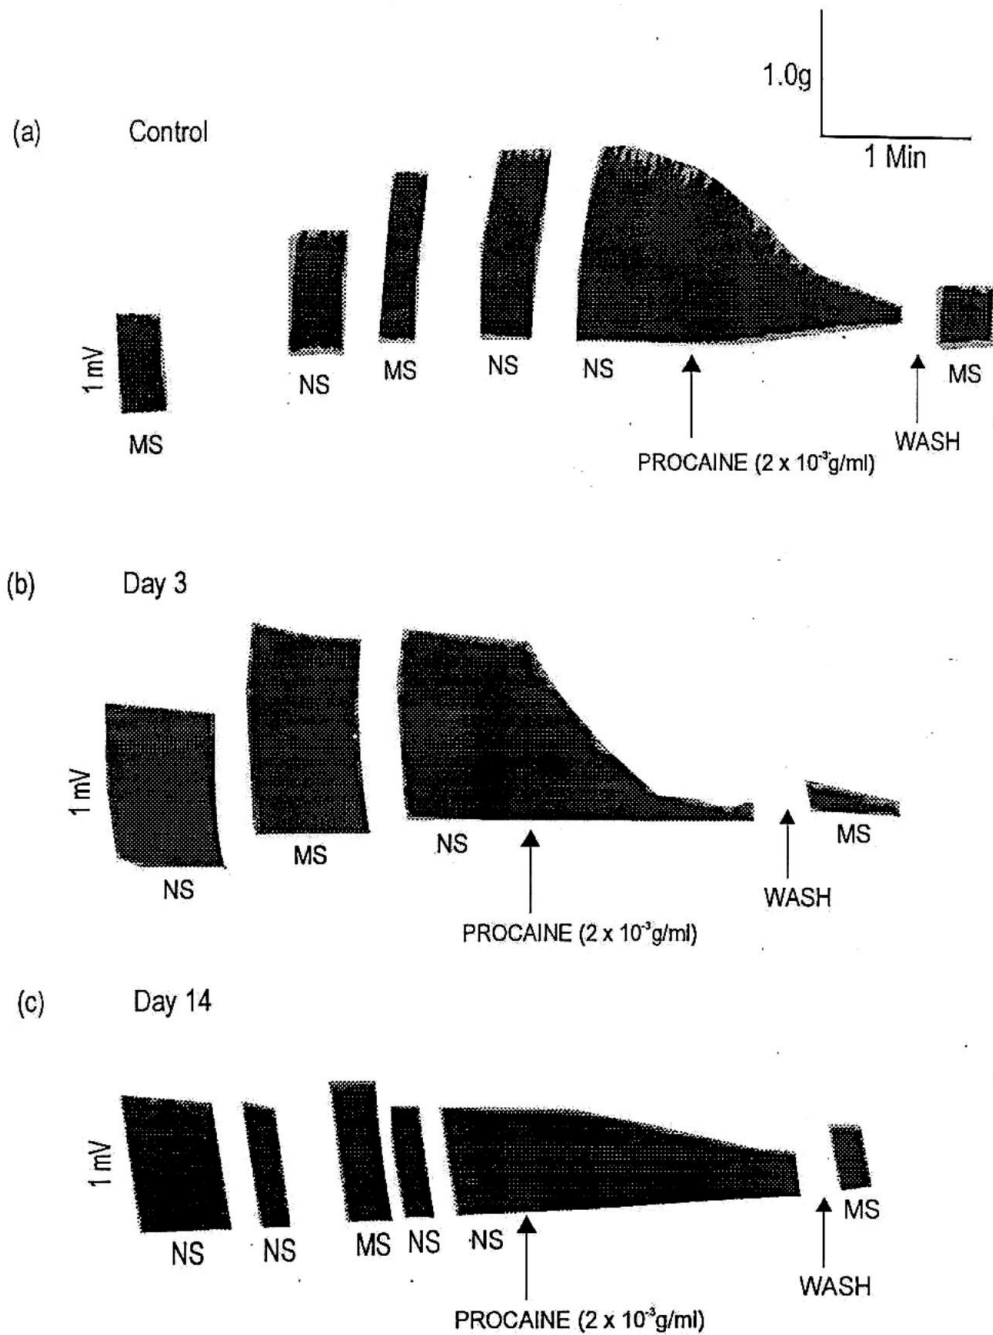 1.0g
1 Min
(a) Control
1 mV
MS
NS
MS
NS
NS
MS
PROCAINE (2 x 10⁻³g/ml)
WASH
(b) Day 3
1 mV
NS
MS
NS
MS
PROCAINE (2 x 10⁻³g/ml)
WASH
(c) Day 14
1 mV
NS
NS
MS
NS
NS
MS
PROCAINE (2 x 10⁻³g/ml)
WASH